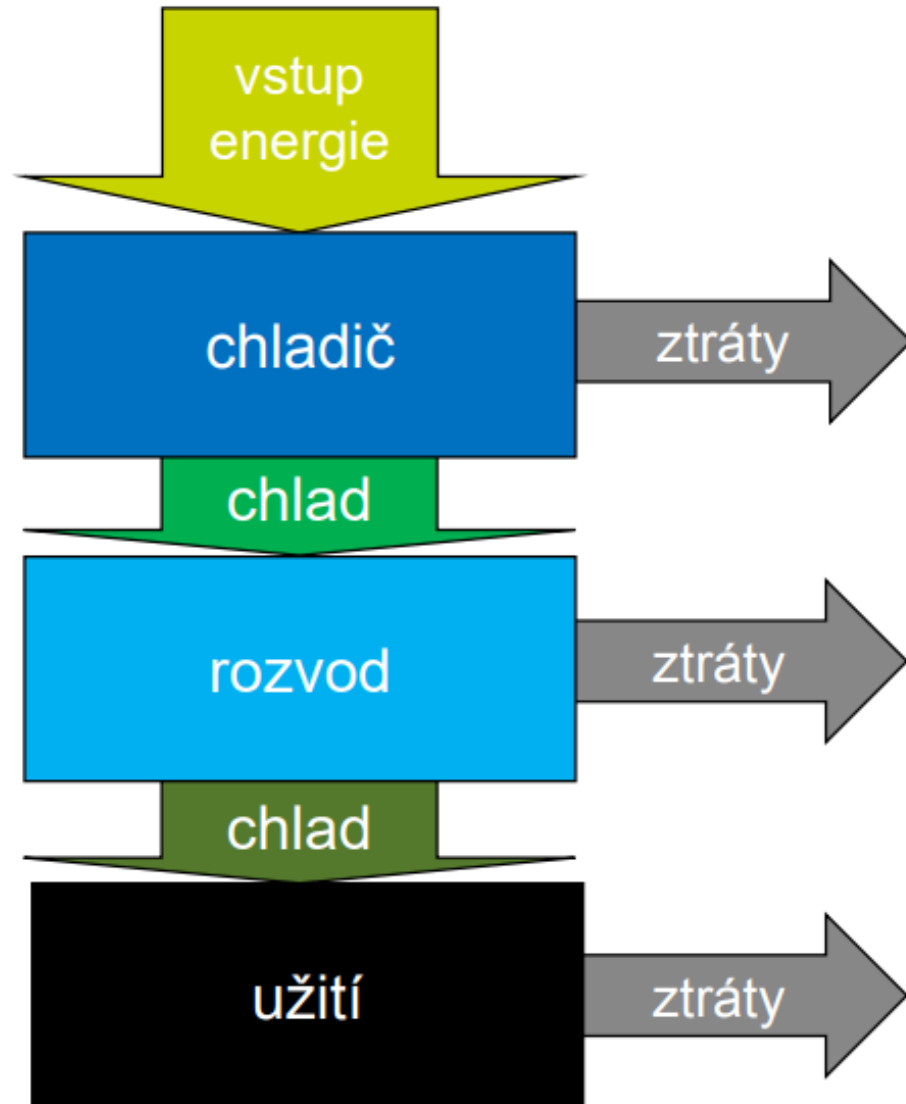 vstup
energie
chladič
ztráty
chlad
rozvod
ztráty
chlad
užití
ztráty